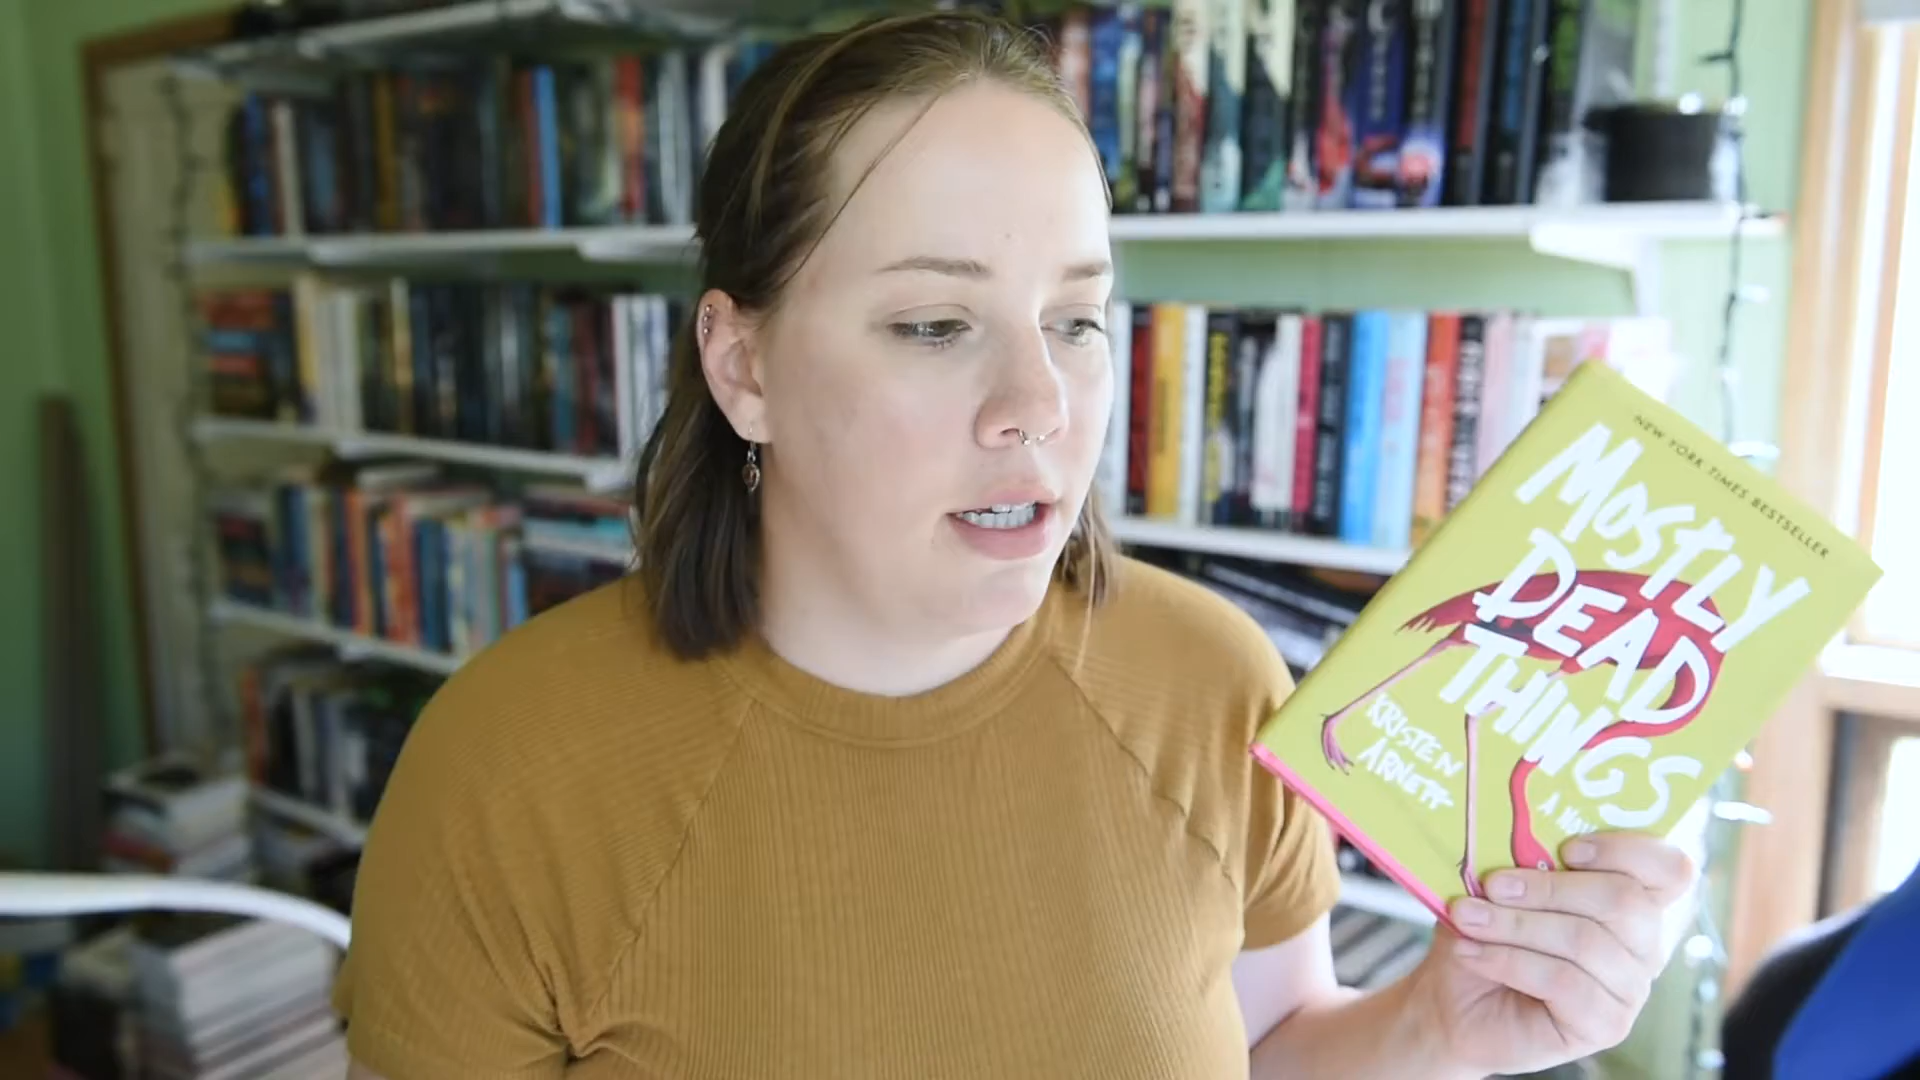 NEW YORK TIMES BESTSELLER
MOSTLY
DEAD
THINGS
KRISTEN
ARNETT
A